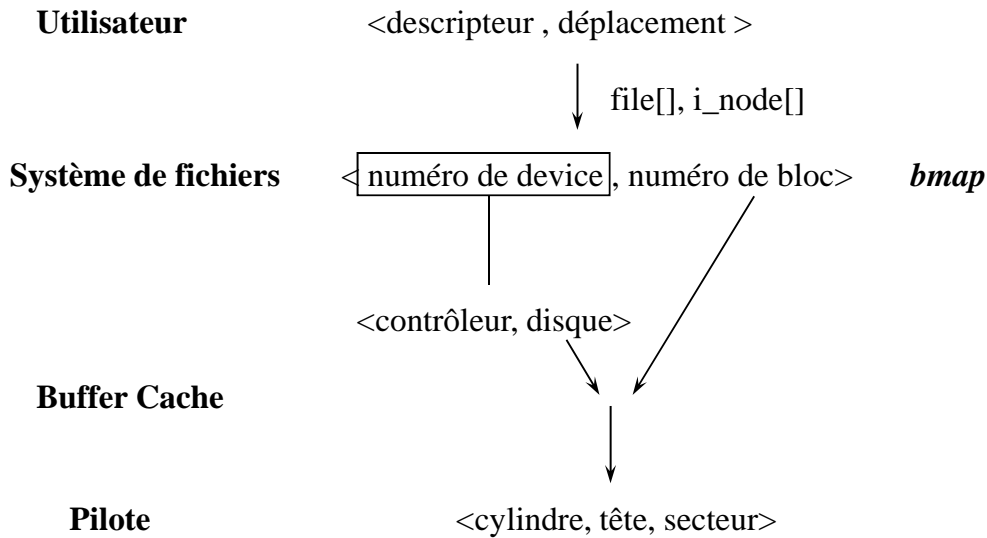 Utilisateur <descripteur , déplacement >
file[], i_node[]
Système de fichiers < numéro de device , numéro de bloc> bmap
<contrôleur, disque>
Buffer Cache
Pilote <cylindre, tête, secteur>